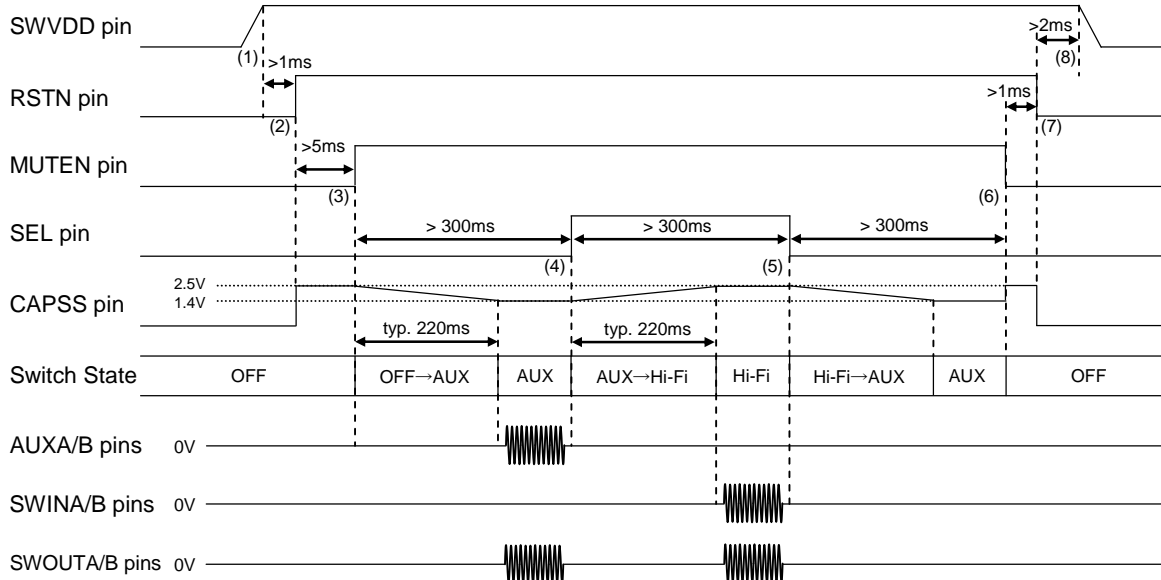 SWVDD pin
(1)
>1ms
>2ms
(8)
RSTN pin
(2)
>5ms
>1ms
(7)
MUTEN pin
(3)
(6)
SEL pin
> 300ms
> 300ms
> 300ms
(4)
(5)
2.5V
CAPSS pin
1.4V
typ. 220ms
typ. 220ms
Switch State OFF OFF→AUX AUX AUX→Hi-Fi Hi-Fi Hi-Fi→AUX AUX OFF
AUXA/B pins 0V
SWINA/B pins 0V
SWOUTA/B pins 0V